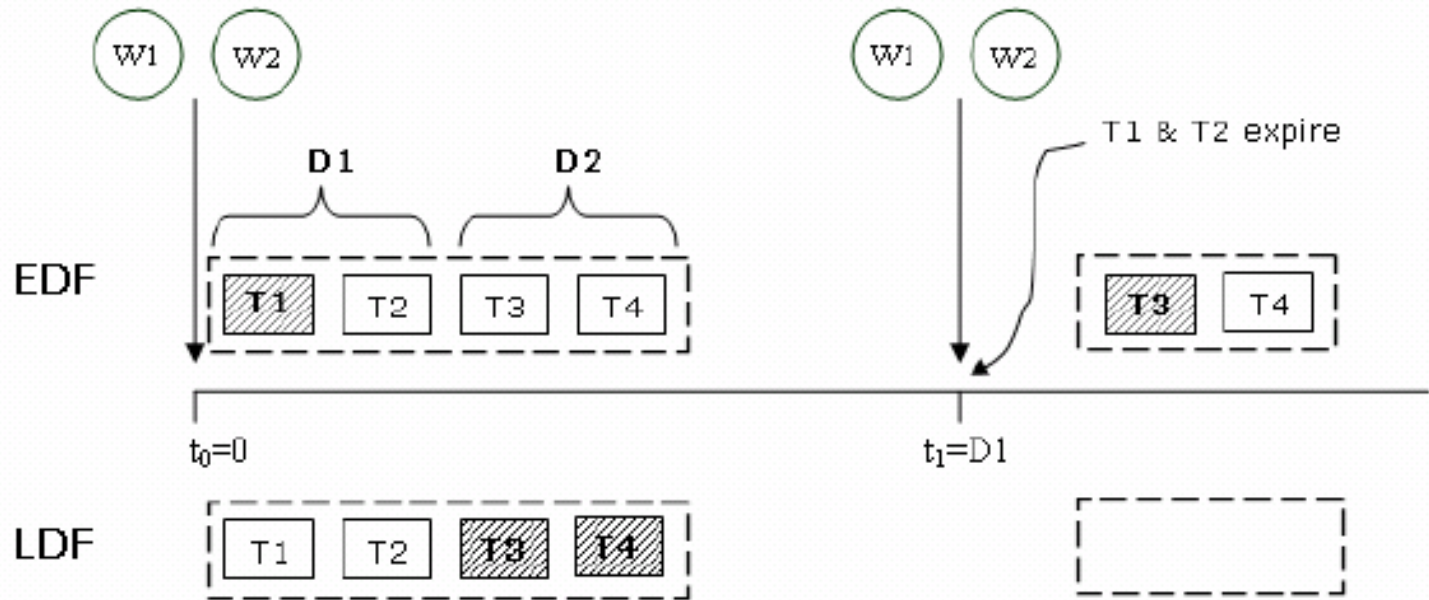 W1 W2 W1 W2
T1 & T2 expire
D1 D2
EDF T1 T2 T3 T4 T3 T4
t₀=0 t₁=D1
LDF T1 T2 T3 T4